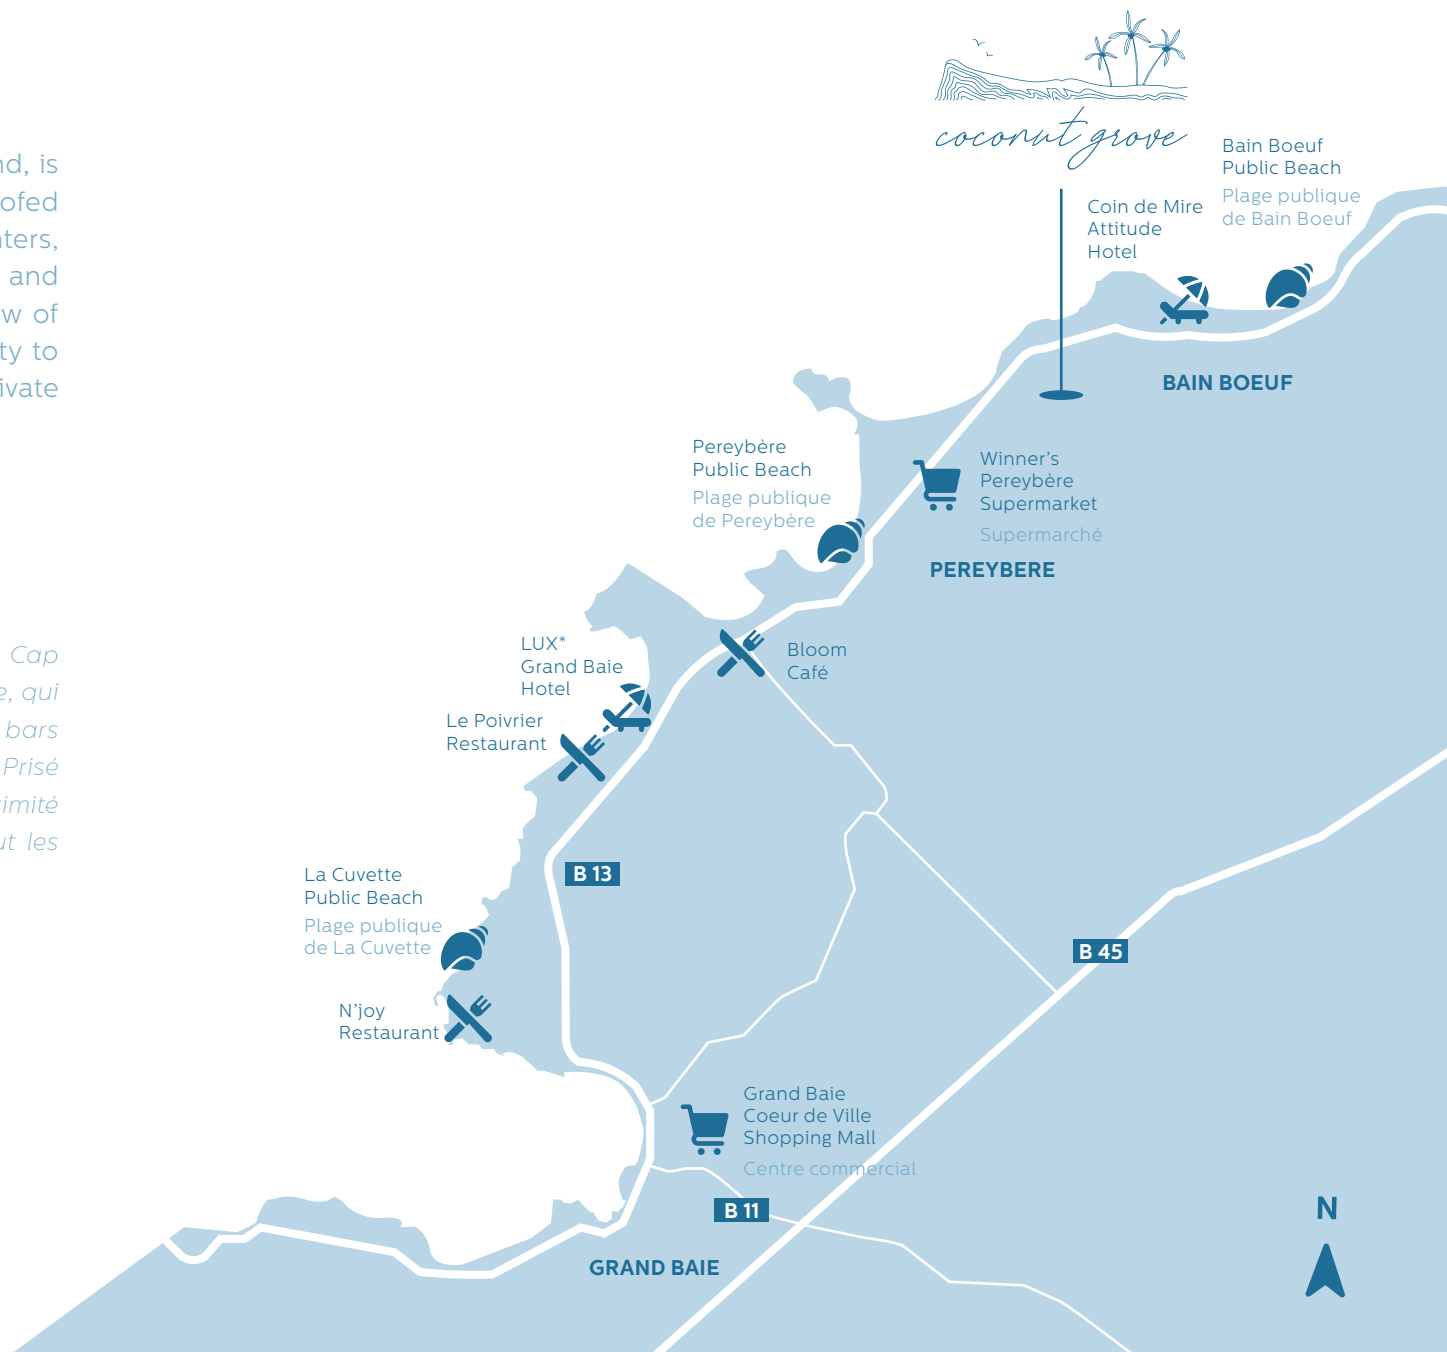 nd, is
ofed
ters,
and
w of
ty to
ivate
Cap
e, qui
bars
Prisé
imité
ut les
coconut grove
Bain Boeuf
Public Beach
Plage publique
de Bain Boeuf
Coin de Mire
Attitude
Hotel
BAIN BOEUF
Pereybère
Public Beach
Plage publique
de Pereybère
Winner's
Pereybère
Supermarket
Supermarché
PEREYBERE
LUX*
Grand Baie
Hotel
Bloom
Café
Le Poivrier
Restaurant
B 13
La Cuvette
Public Beach
Plage publique
de La Cuvette
B 45
N'joy
Restaurant
Grand Baie
Coeur de Ville
Shopping Mall
Centre commercial
B 11
GRAND BAIE
N